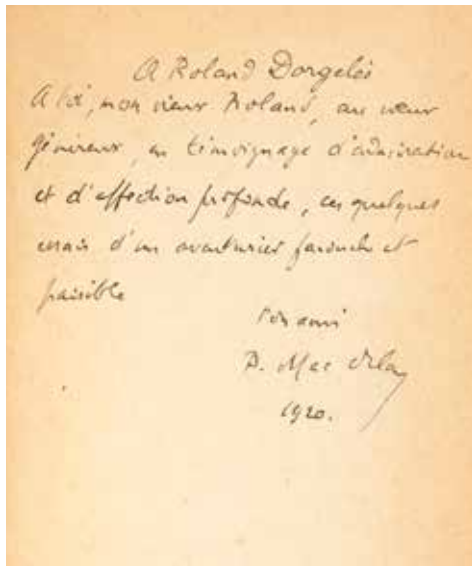 A Roland Dorgelès
A toi, mon vieux Roland, au cœur
généreux, en témoignage d'admiration
et d'affection profonde, ces quelques
essais d'un aventurier farouche et
paisible
Ton ami
P. Mac Orlan
1920.